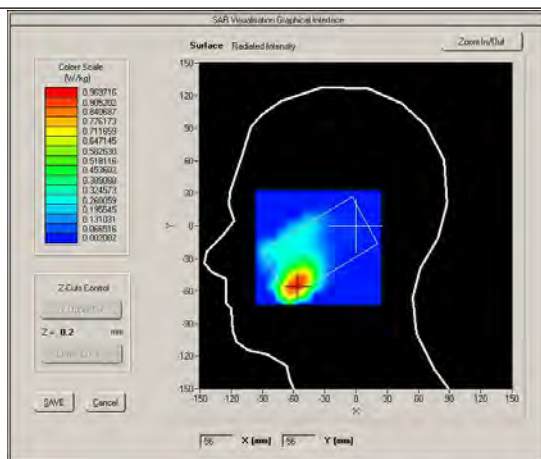 SAR Visualisation Graphical Interface
Surface Radiated Intensity
Zoom In/Out
Colors Scale
(W/kg)
0.969716
0.905202
0.840687
0.776173
0.711659
0.647145
0.582630
0.518116
0.453602
0.389088
0.324573
0.260059
0.195545
0.131031
0.066516
0.002002
150
120
90
60
30
0
-30
-60
-90
-120
-150
Y
-150 -120 -90 -60 -30 0 30 60 90 120 150
X
Z-Cuts Control
Z = 0.2 mm
SAVE Cancel
X (mm) Y (mm)